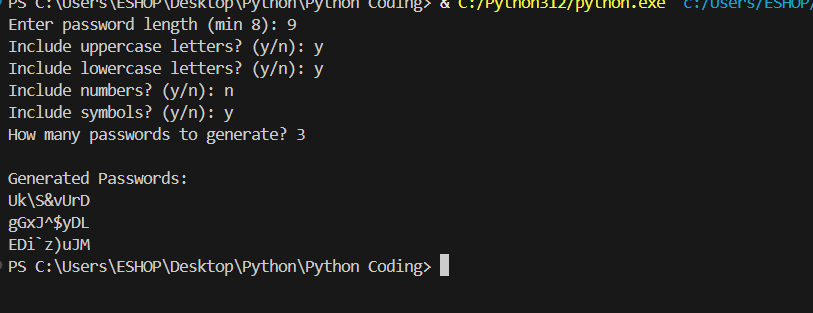 PS C:\Users\ESHOP\Desktop\Python\Python Coding> & C:/Python312/python.exe c:/Users/ESHOP/
Enter password length (min 8): 9
Include uppercase letters? (y/n): y
Include lowercase letters? (y/n): y
Include numbers? (y/n): n
Include symbols? (y/n): y
How many passwords to generate? 3
Generated Passwords:
Uk\S&vUrD
gGxJ^$yDL
EDi`z)uJM
PS C:\Users\ESHOP\Desktop\Python\Python Coding>